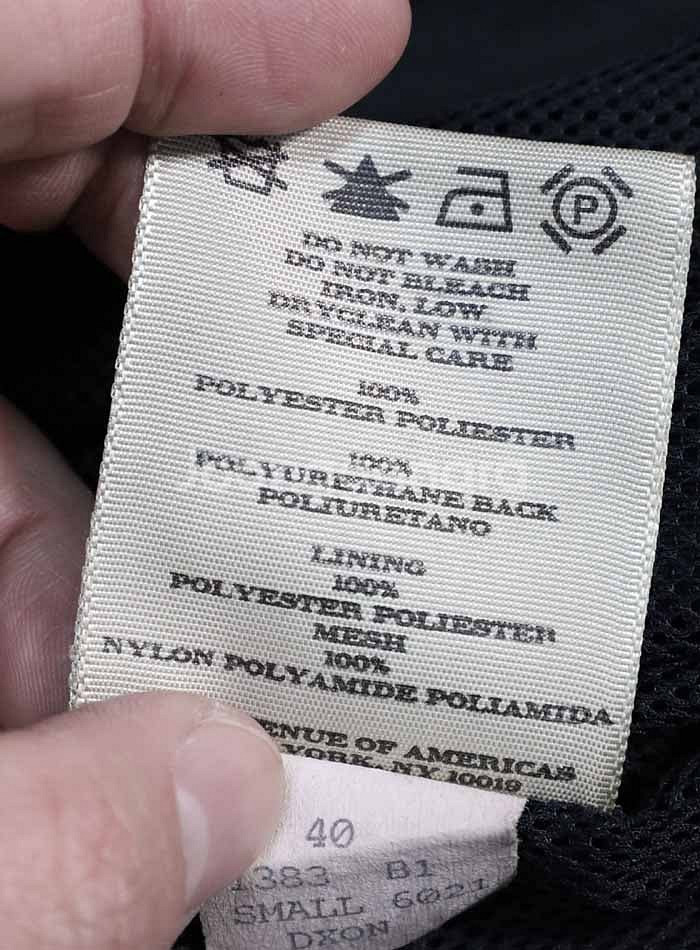 P
DO NOT WASH
DO NOT BLEACH
IRON, LOW
DRYCLEAN WITH
SPECIAL CARE
100%
POLYESTER POLIESTER
100%
POLYURETHANE BACK
POLIURETANO
LINING
100%
POLYESTER POLIESTER
MESH
100%
NYLON POLYAMIDE POLIAMIDA
ENUE OF AMERICAS
YORK, NY 10019
40
1383 B1
SMALL 6021
DXON